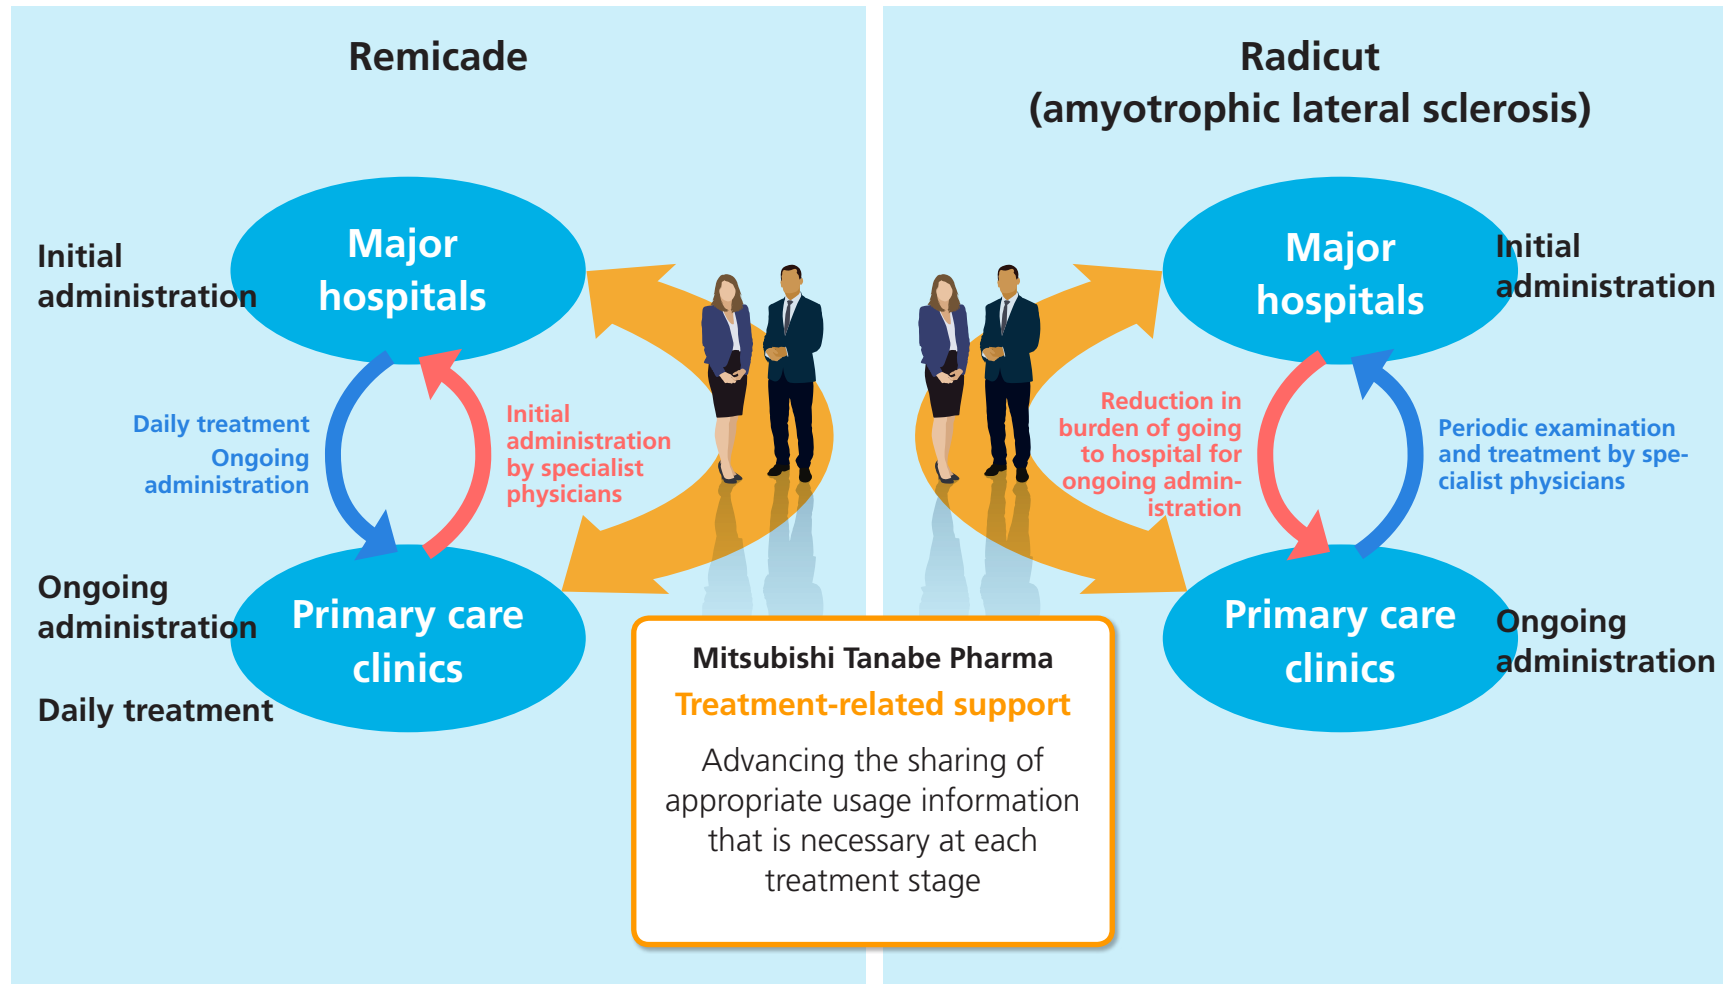 Remicade
Major
hospitals
Initial
administration
Daily treatment
Ongoing
administration
Initial
administration
by specialist
physicians
Ongoing
administration
Daily treatment
Primary care
clinics
Radicut
(amyotrophic lateral sclerosis)
Major
hospitals
Initial
administration
Reduction in
burden of going
to hospital for
ongoing admin-
istration
Periodic examination
and treatment by spe-
cialist physicians
Primary care
clinics
Ongoing
administration
Mitsubishi Tanabe Pharma
Treatment-related support
Advancing the sharing of
appropriate usage information
that is necessary at each
treatment stage